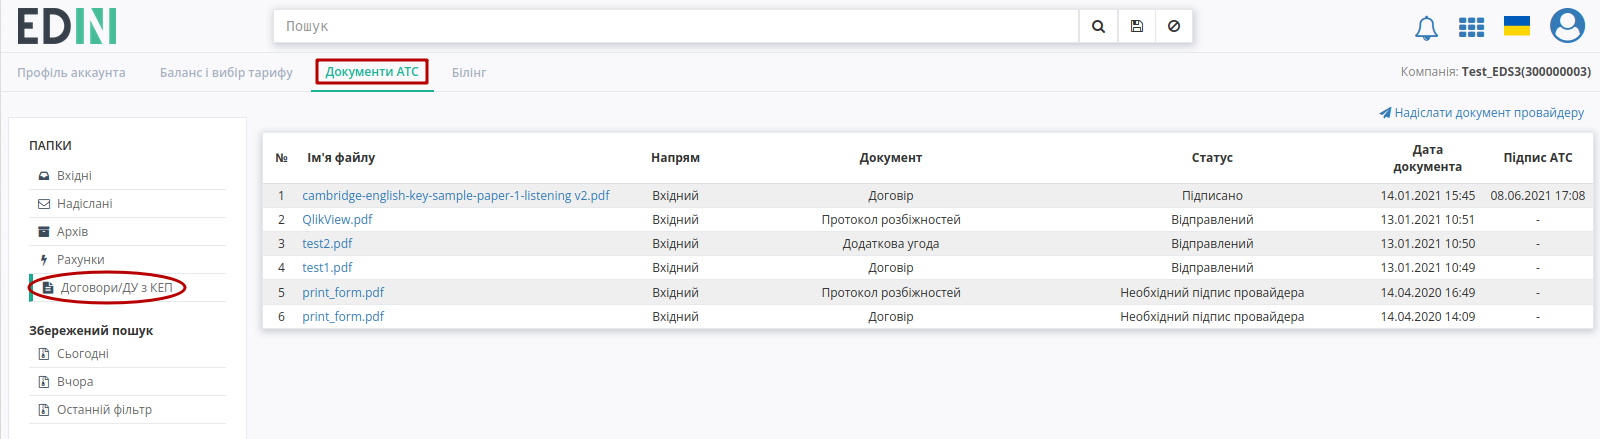 EDIN
Пошук
Профіль аккаунта Баланс і вибір тарифу Документи АТС Білінг Компанія: Test_EDS3(300000003)
Надіслати документ провайдеру
ПАПКИ
Вхідні
Надіслані
Архів
Рахунки
Договори/ДУ з КЕП
Збережений пошук
Сьогодні
Вчора
Останній фільтр
№ Ім'я файлу Напрям Документ Статус Дата документа Підпис АТС
1 cambridge-english-key-sample-paper-1-listening v2.pdf Вхідний Договір Підписано 14.01.2021 15:45 08.06.2021 17:08
2 QlikView.pdf Вхідний Протокол розбіжностей Відправлений 13.01.2021 10:51 -
3 test2.pdf Вхідний Додаткова угода Відправлений 13.01.2021 10:50 -
4 test1.pdf Вхідний Договір Відправлений 13.01.2021 10:49 -
5 print_form.pdf Вхідний Протокол розбіжностей Необхідний підпис провайдера 14.04.2020 16:49 -
6 print_form.pdf Вхідний Договір Необхідний підпис провайдера 14.04.2020 14:09 -